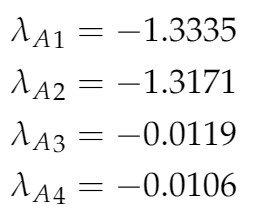 λ_{A1} = −1.3335
λ_{A2} = −1.3171
λ_{A3} = −0.0119
λ_{A4} = −0.0106